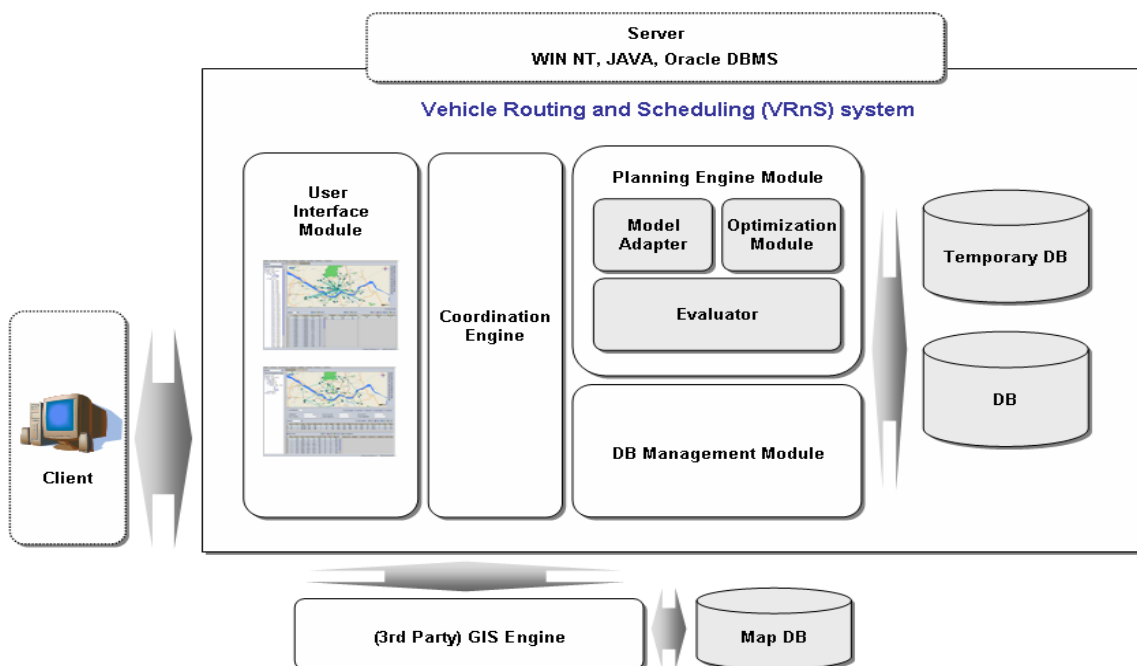 Server
WIN NT, JAVA, Oracle DBMS
Vehicle Routing and Scheduling (VRnS) system
User
Interface
Module
Coordination
Engine
Planning Engine Module
Model
Adapter
Optimization
Module
Evaluator
DB Management Module
Temporary DB
DB
Client
(3rd Party) GIS Engine
Map DB